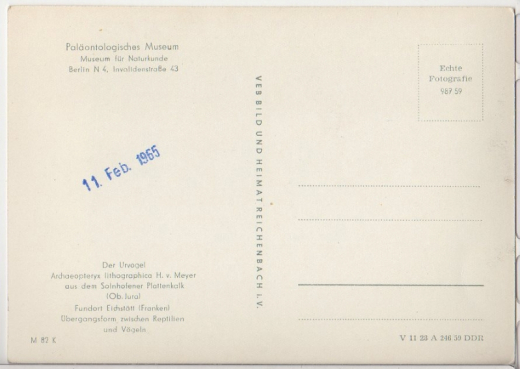 Paläontologisches Museum
Museum für Naturkunde
Berlin N 4, Invalidenstraße 43
11. Feb. 1965
Der Urvogel
Archaeopteryx lithographica H. v. Meyer
aus dem Solnhofener Plattenkalk
(Ob. Jura)
Fundort Eichstätt (Franken)
Übergangsform zwischen Reptilien
und Vögeln.
M 82 K
VEB BILD UND HEIMAT REICHENBACH I. V.
Echte
Fotografie
V 11 28 A 246 59 DDR